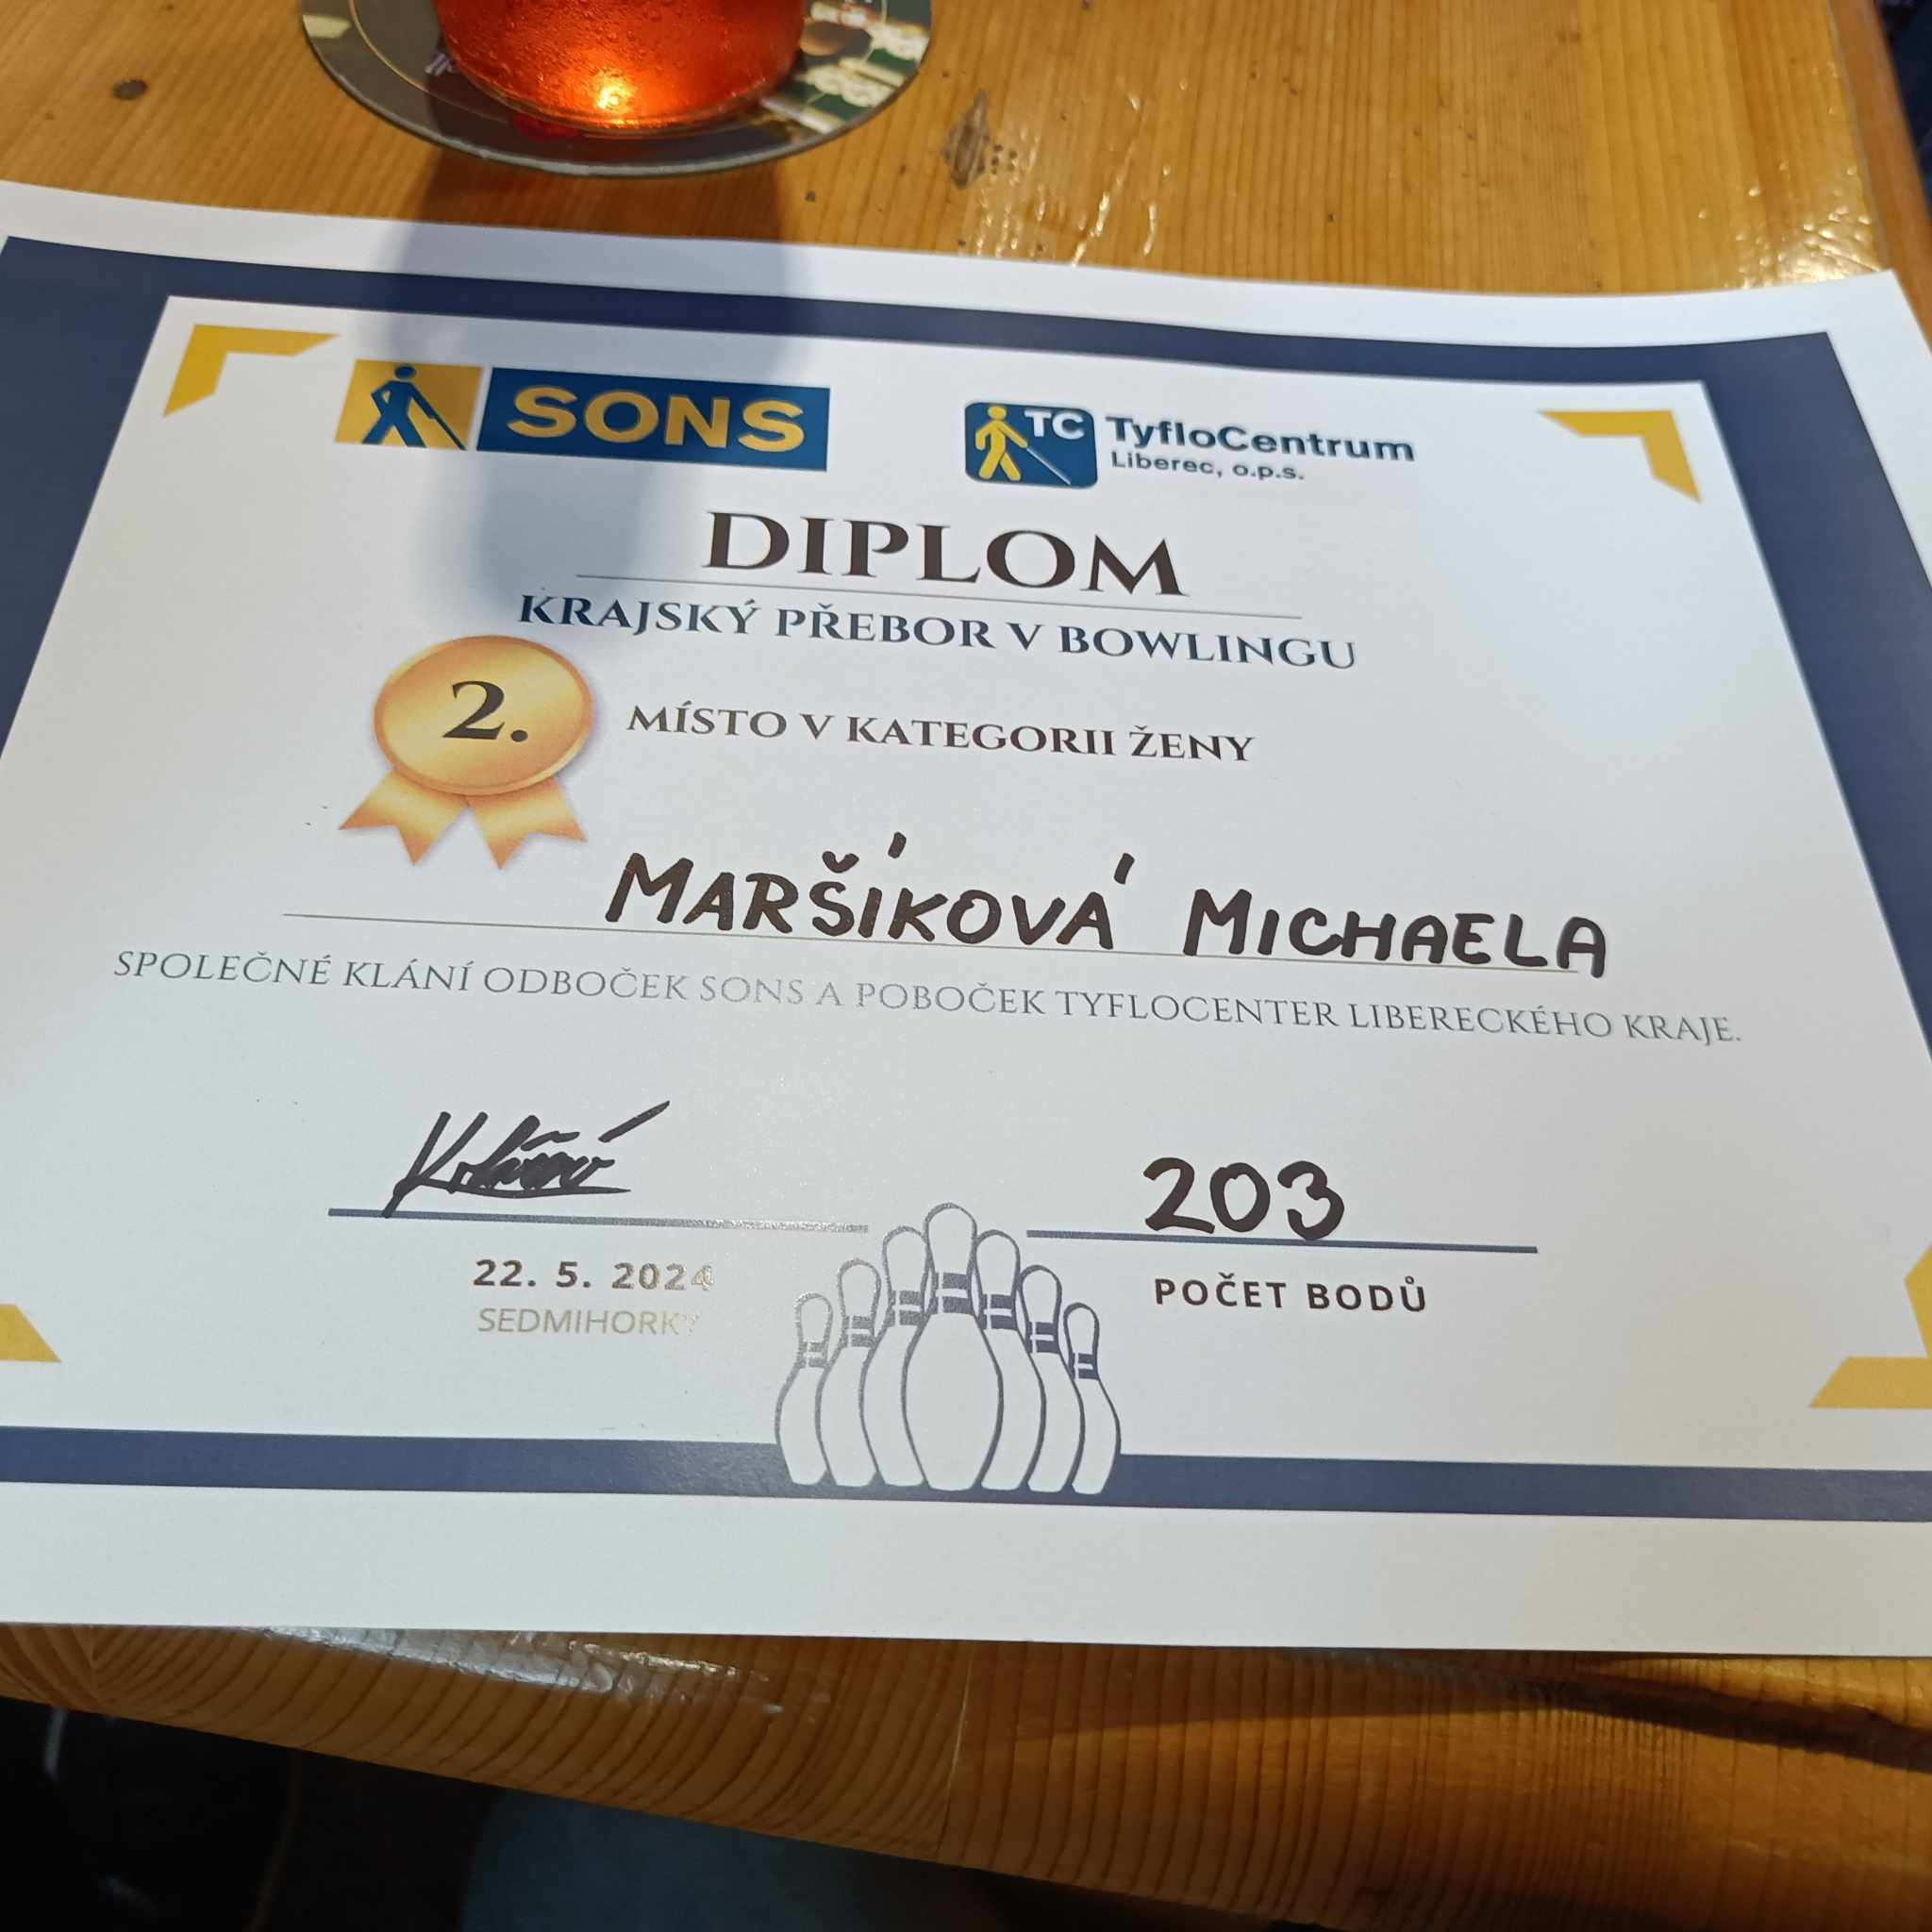 SONS
TC TyfloCentrum
Liberec, o.p.s.
DIPLOM
KRAJSKÝ PŘEBOR V BOWLINGU
2. MÍSTO V KATEGORII ŽENY
MARŠÍKOVÁ MICHAELA
SPOLEČNÉ KLÁNÍ ODBOČEK SONS A POBOČEK TYFLOCENTER LIBERECKÉHO KRAJE.
203
22. 5. 2024
POČET BODŮ
SEDMIHORKY